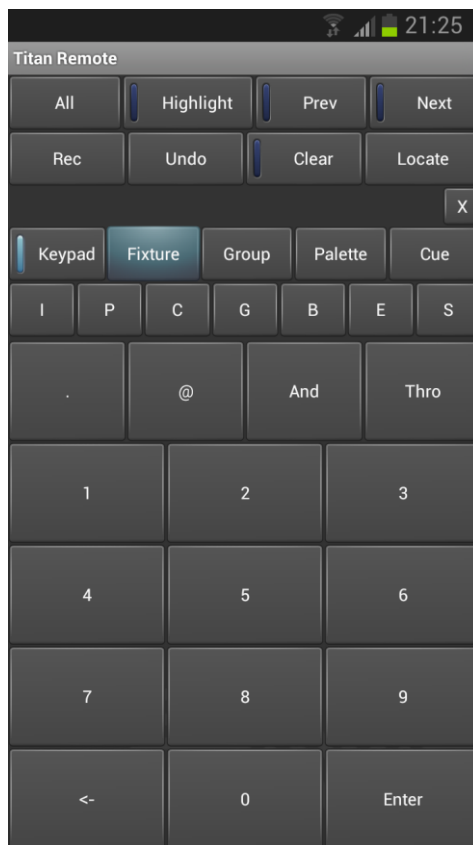 21:25
Titan Remote
All Highlight Prev Next
Rec Undo Clear Locate
X
Keypad Fixture Group Palette Cue
I P C G B E S
. @ And Thro
1 2 3
4 5 6
7 8 9
<- 0 Enter